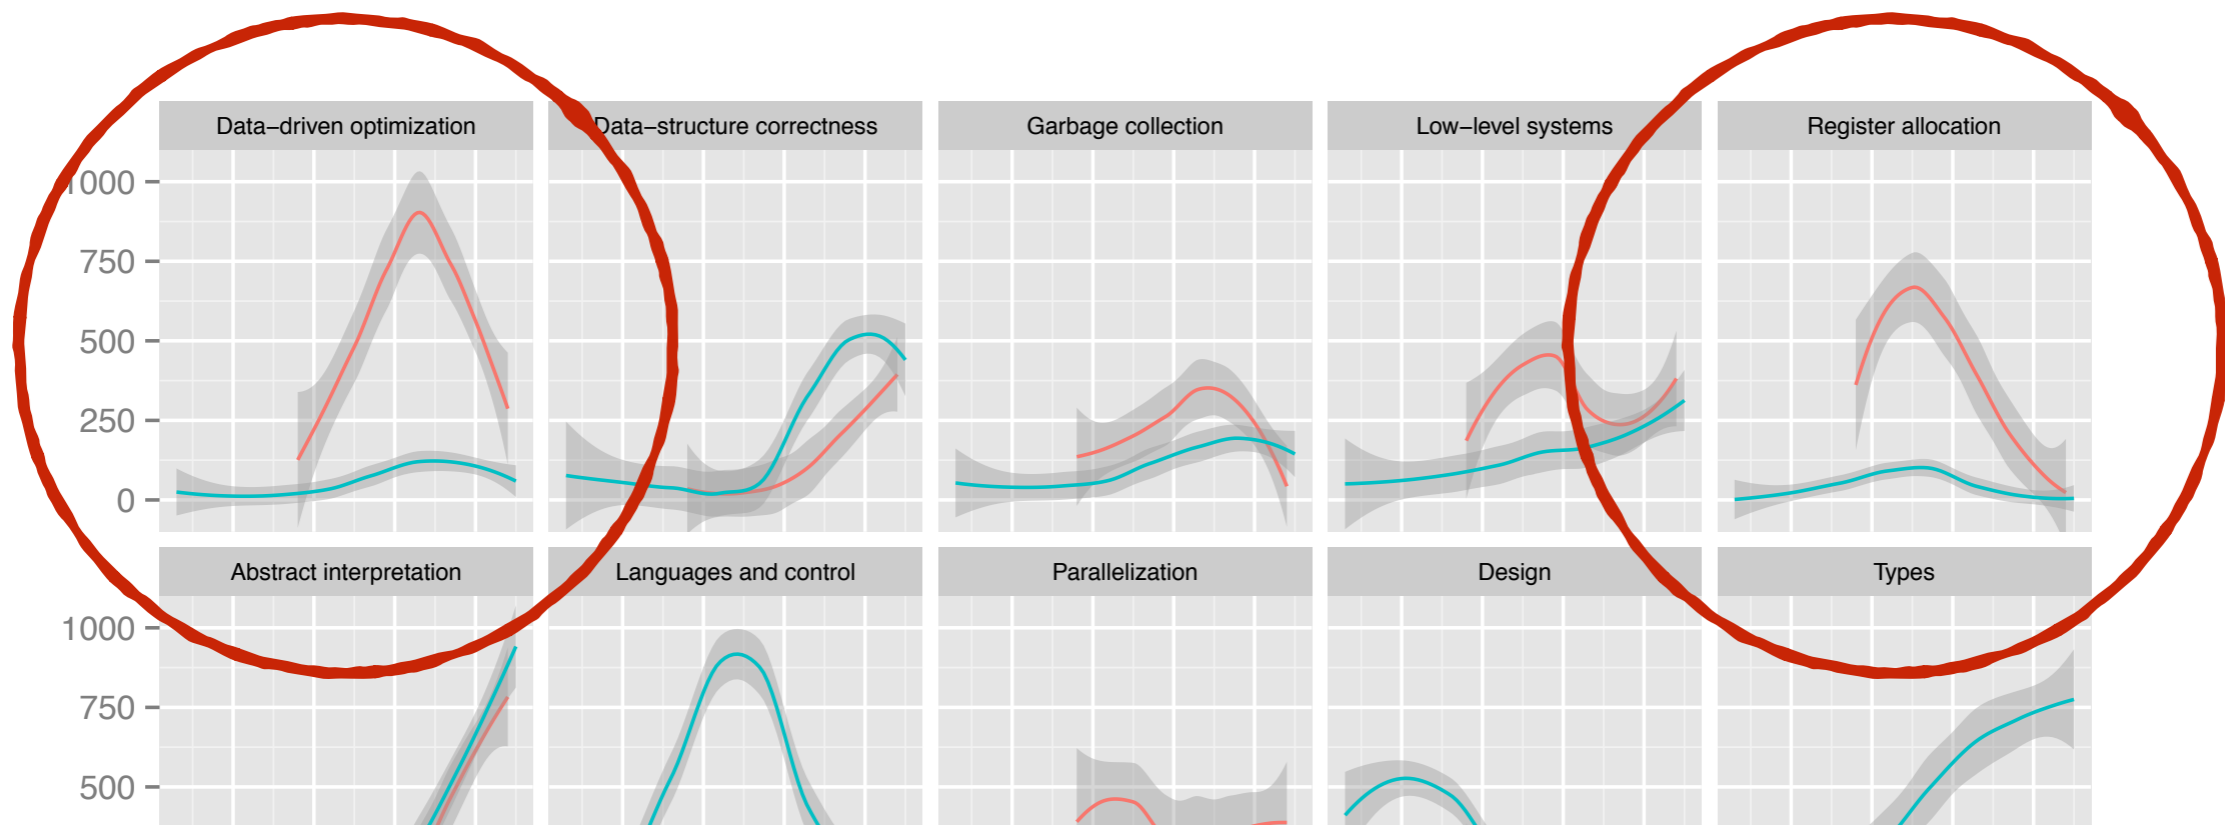 Data−driven optimization
Data−structure correctness
Garbage collection
Low−level systems
Register allocation
1000
750
500
250
0
Abstract interpretation
Languages and control
Parallelization
Design
Types
1000
750
500